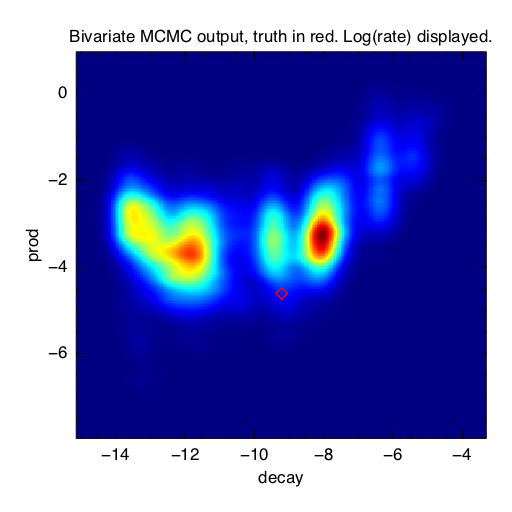 Bivariate MCMC output, truth in red. Log(rate) displayed.
0
−2
−4
−6
prod
−14 −12 −10 −8 −6 −4
decay